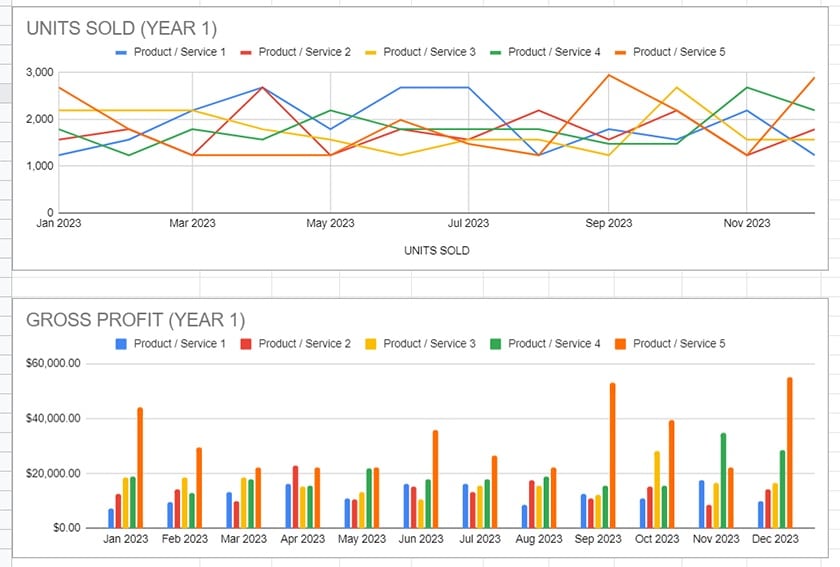 UNITS SOLD (YEAR 1)
Product / Service 1 Product / Service 2 Product / Service 3 Product / Service 4 Product / Service 5
3,000
2,000
1,000
0
Jan 2023 Mar 2023 May 2023 Jul 2023 Sep 2023 Nov 2023
UNITS SOLD
GROSS PROFIT (YEAR 1)
Product / Service 1 Product / Service 2 Product / Service 3 Product / Service 4 Product / Service 5
$60,000.00
$40,000.00
$20,000.00
$0.00
Jan 2023 Feb 2023 Mar 2023 Apr 2023 May 2023 Jun 2023 Jul 2023 Aug 2023 Sep 2023 Oct 2023 Nov 2023 Dec 2023